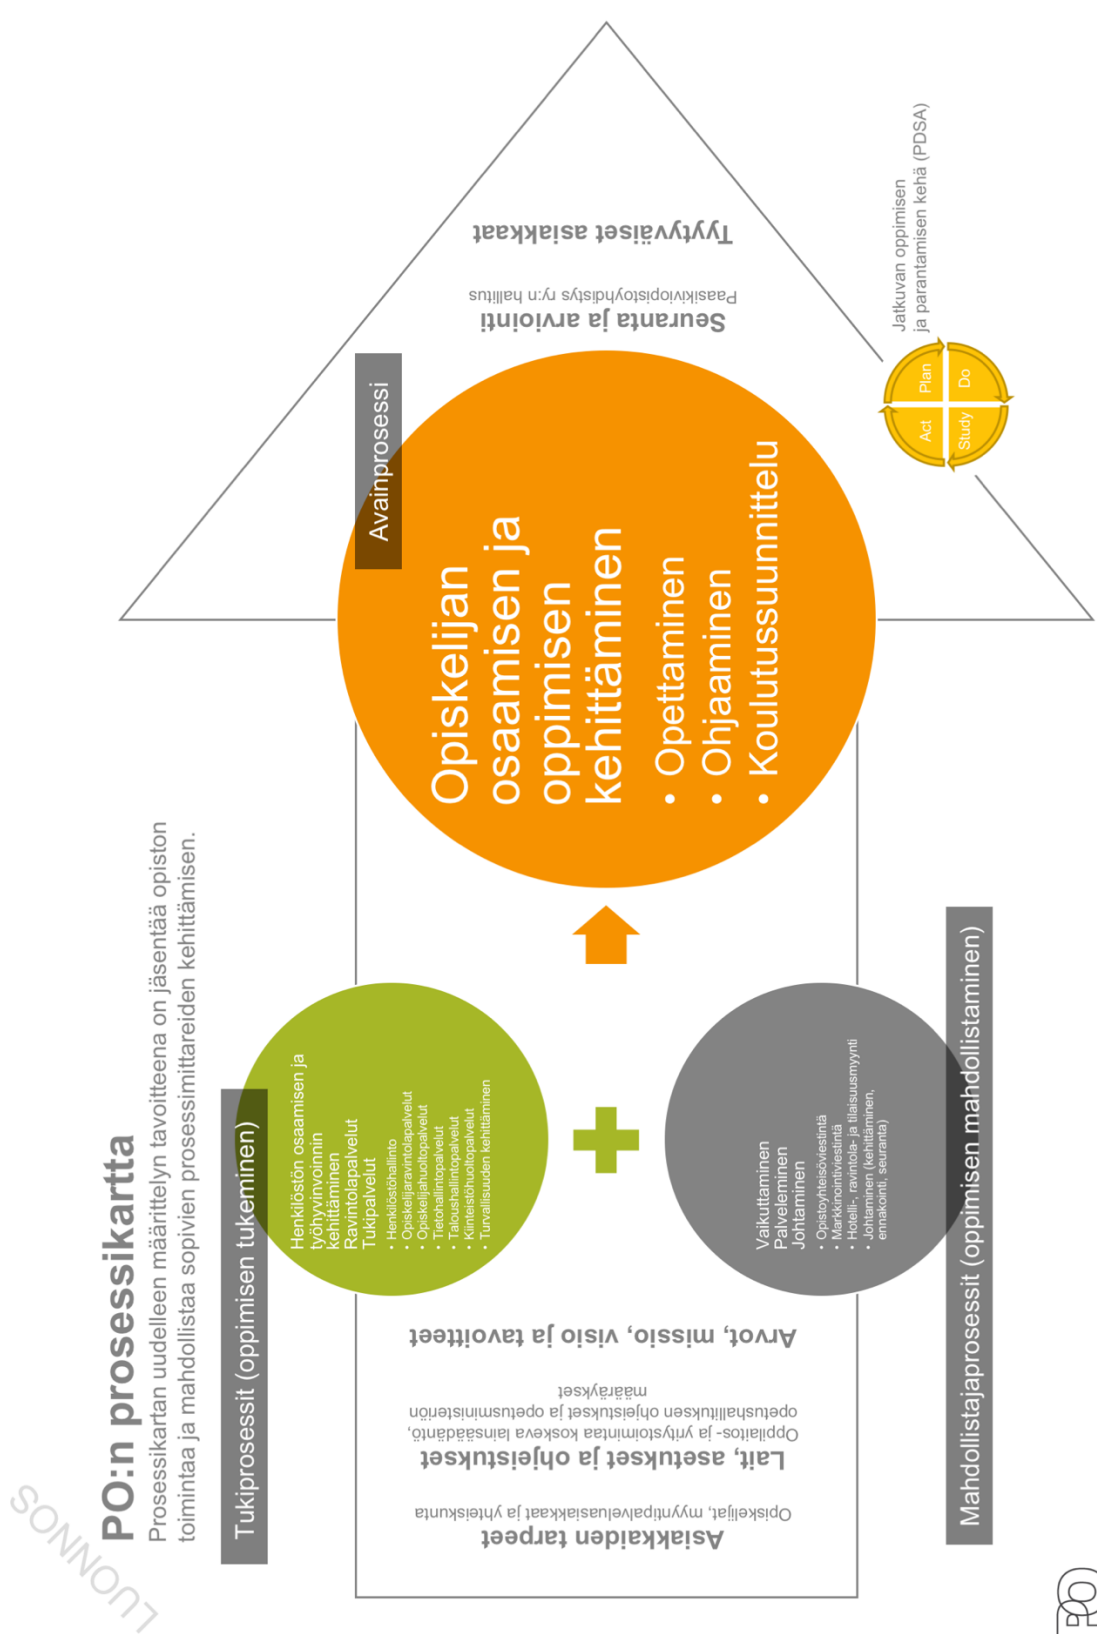 LUONNOS
PO:n prosessikartta
Prosessikartan uudelleen määrittelyn tavoitteena on jäsentää opiston
toimintaa ja mahdollistaa sopivien prosessimittareiden kehittämisen.
Tukiprosessit (oppimisen tukeminen)
Henkilöstön osaamisen ja
työhyvinvoinnin
kehittäminen
Ravintolapalvelut
Tukipalvelut
• Henkilöstöhallinto
• Opiskelijaravintolapalvelut
• Opiskelijahuoltopalvelut
• Tietohallintopalvelut
• Taloushallintopalvelut
• Kiinteistöhuoltopalvelut
• Turvallisuuden kehittäminen
Asiakkaiden tarpeet
Opiskelijat, myyntipalveluasiakkaat ja yhteiskunta
Lait, asetukset ja ohjeistukset
Oppilaitos- ja yritystoimintaa koskeva lainsäädäntö,
opetushallituksen ohjeistukset ja opetusministeriön
määräykset
Arvot, missio, visio ja tavoitteet
Vaikuttaminen
Palveleminen
Johtaminen
• Opistoyhteisöviestintä
• Markkinointiviestintä
• Hotelli-, ravintola- ja tilaisuusmyynti
• Johtaminen (kehittäminen,
ennakointi, seuranta)
Mahdollistajaprosessit (oppimisen mahdollistaminen)
Avainprosessi
Opiskelijan
osaamisen ja
oppimisen
kehittäminen
• Opettaminen
• Ohjaaminen
• Koulutussuunnittelu
Seuranta ja arviointi
Paasikiviopistoyhdistys ry:n hallitus
Tyytyväiset asiakkaat
Act
Plan
Study
Do
Jatkuvan oppimisen
ja parantamisen kehä (PDSA)